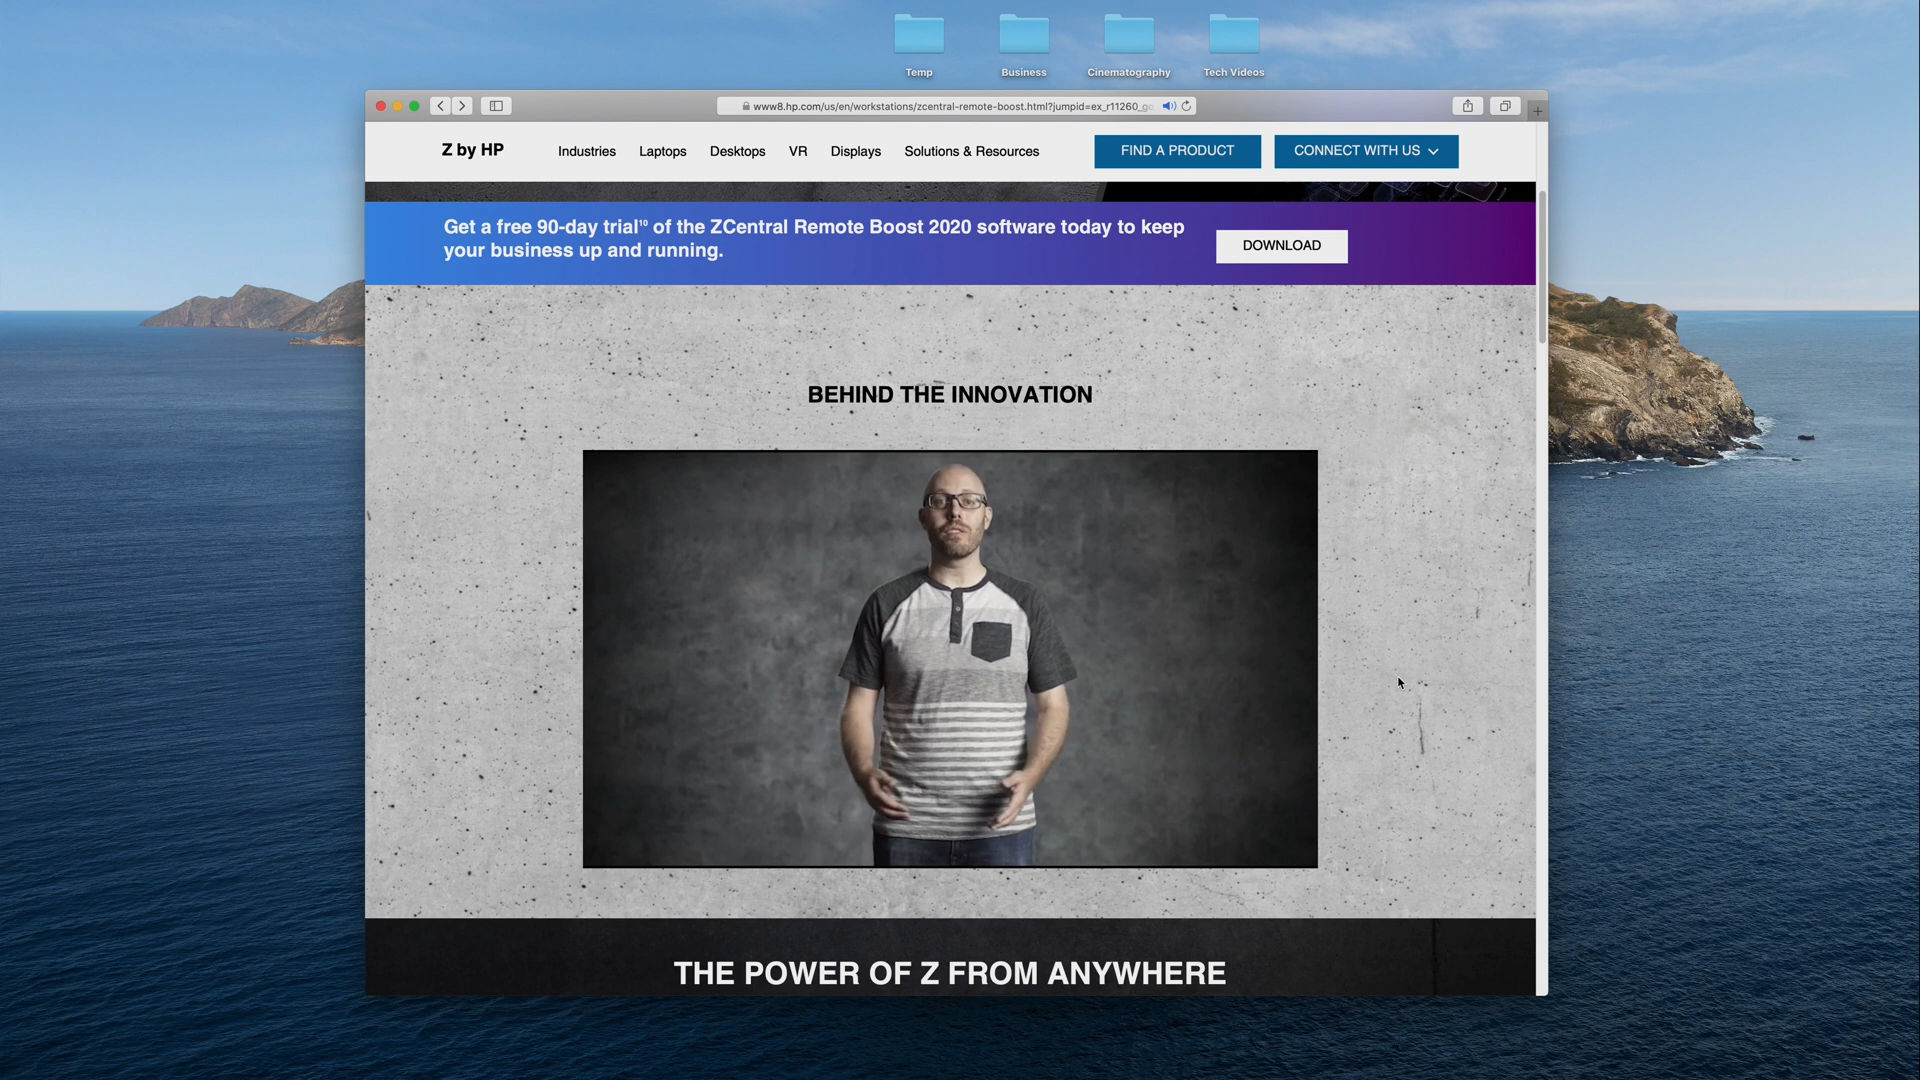 Temp
Business
Cinematography
Tech Videos
www8.hp.com/us/en/workstations/zcentral-remote-boost.html?jumpid=ex_r11260_go
Z by HP
Industries
Laptops
Desktops
VR
Displays
Solutions & Resources
FIND A PRODUCT
CONNECT WITH US
Get a free 90-day trial¹⁰ of the ZCentral Remote Boost 2020 software today to keep
your business up and running.
DOWNLOAD
BEHIND THE INNOVATION
THE POWER OF Z FROM ANYWHERE